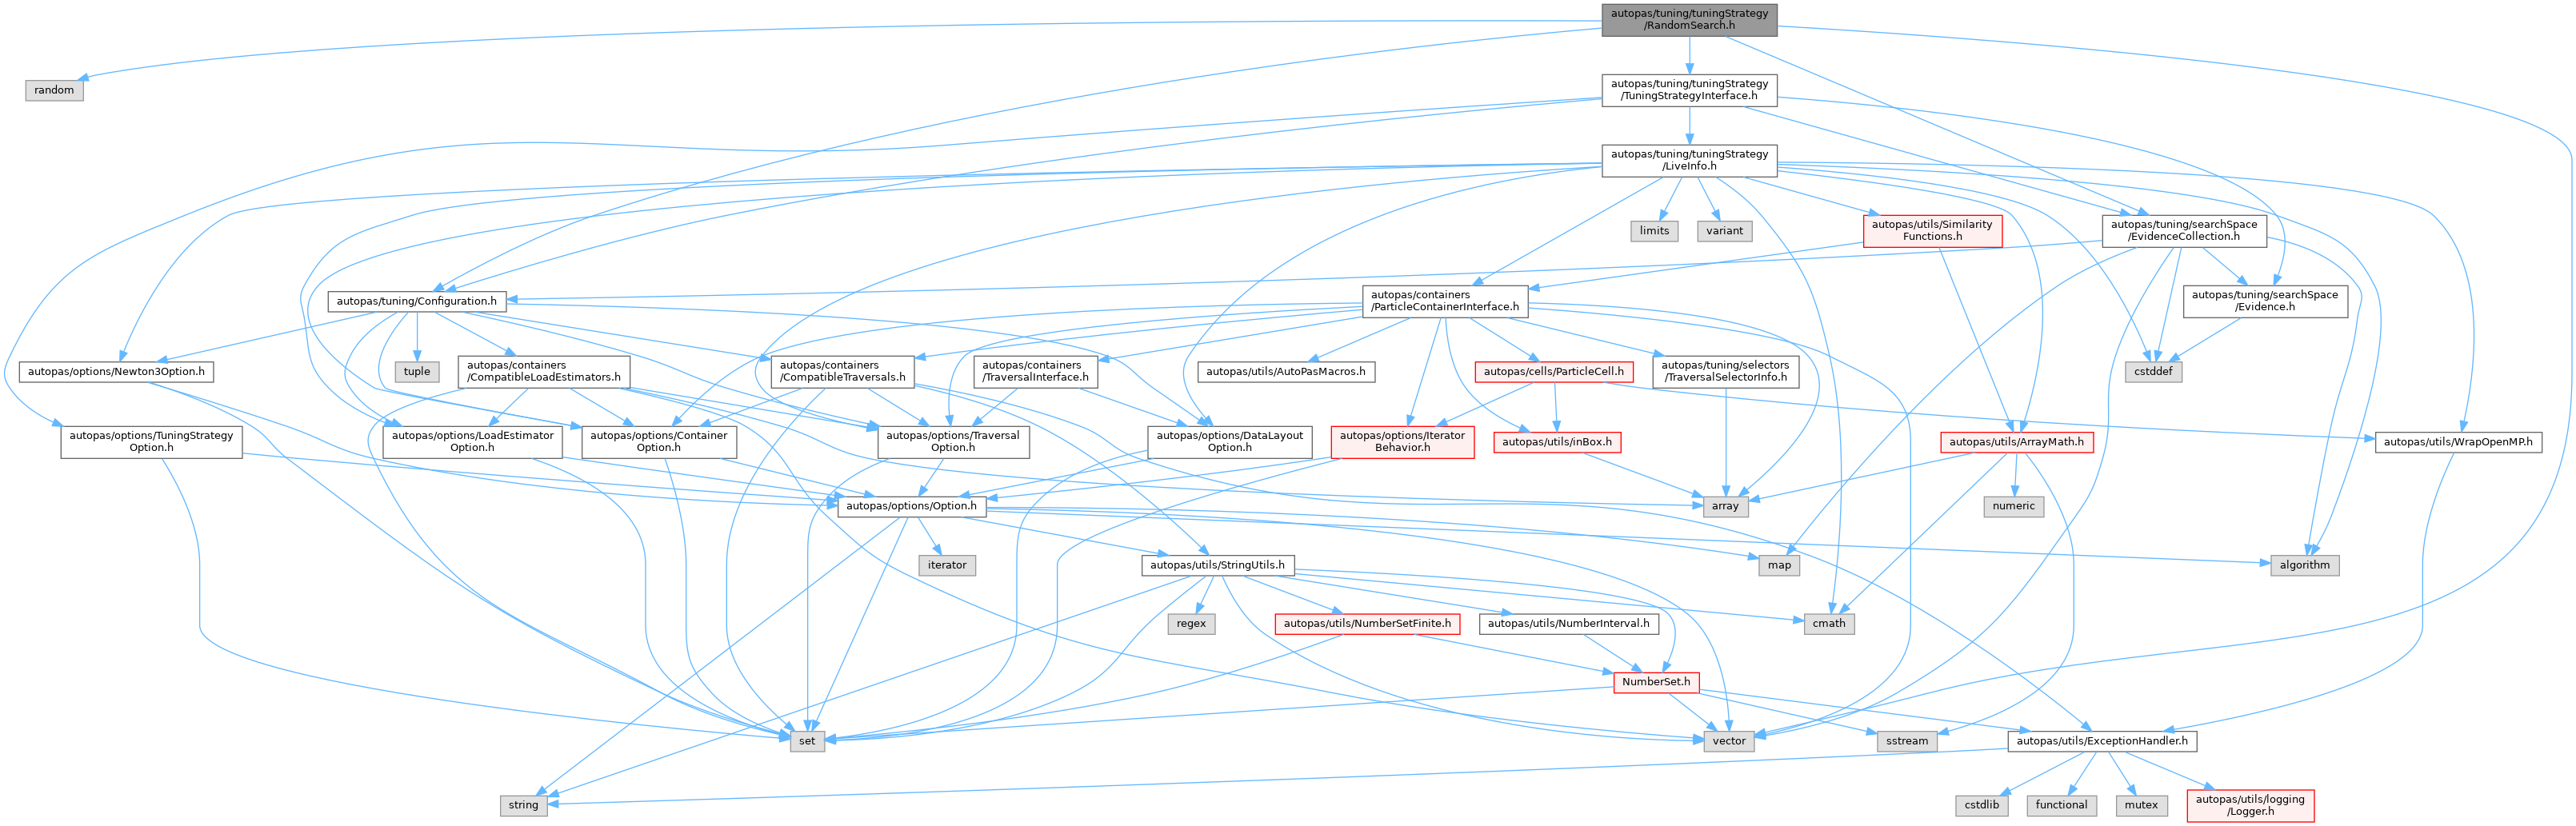 autopas/tuning/tuningStrategy
/RandomSearch.h
random
autopas/tuning/tuningStrategy
/TuningStrategyInterface.h
autopas/tuning/tuningStrategy
/LiveInfo.h
limits
variant
autopas/utils/Similarity
Functions.h
autopas/tuning/searchSpace
/EvidenceCollection.h
autopas/tuning/Configuration.h
autopas/containers
/ParticleContainerInterface.h
autopas/tuning/searchSpace
/Evidence.h
autopas/options/Newton3Option.h
tuple
autopas/containers
/CompatibleLoadEstimators.h
autopas/containers
/CompatibleTraversals.h
autopas/containers
/TraversalInterface.h
autopas/utils/AutoPasMacros.h
autopas/cells/ParticleCell.h
autopas/tuning/selectors
/TraversalSelectorInfo.h
cstddef
autopas/options/TuningStrategy
Option.h
autopas/options/LoadEstimator
Option.h
autopas/options/Container
Option.h
autopas/options/Traversal
Option.h
autopas/options/DataLayout
Option.h
autopas/options/Iterator
Behavior.h
autopas/utils/inBox.h
autopas/utils/ArrayMath.h
autopas/utils/WrapOpenMP.h
autopas/options/Option.h
array
numeric
iterator
autopas/utils/StringUtils.h
map
algorithm
regex
autopas/utils/NumberSetFinite.h
autopas/utils/NumberInterval.h
cmath
NumberSet.h
set
vector
sstream
autopas/utils/ExceptionHandler.h
string
cstdlib
functional
mutex
autopas/utils/logging
/Logger.h